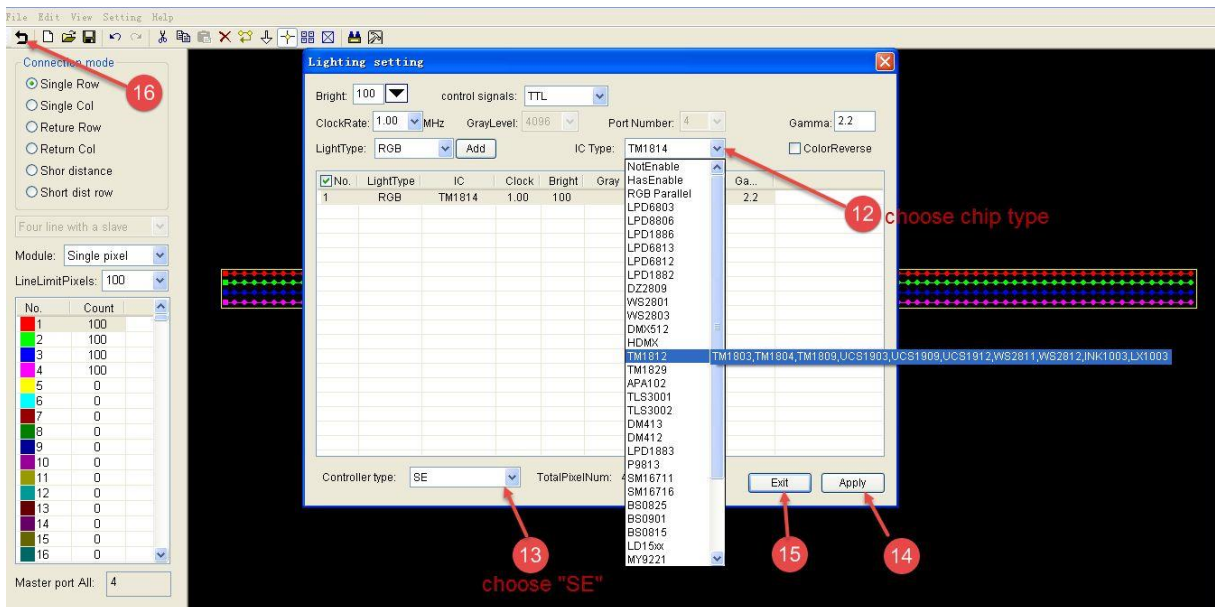 File Edit View Setting Help
Connection mode
Single Row
Single Col
Reture Row
Return Col
Shor distance
Short dist row
Four line with a slave
Module: Single pixel
LineLimitPixels: 100
No. Count
1 100
2 100
3 100
4 100
5 0
6 0
7 0
8 0
9 0
10 0
11 0
12 0
13 0
14 0
15 0
16 0
Master port All: 4
16
Lighting setting
Bright: 100 control signals: TTL
ClockRate: 1.00 MHz GrayLevel: 4096 Port Number: 4 Gamma: 2.2
LightType: RGB Add IC Type: TM1814 ColorReverse
No. LightType IC Clock Bright Gray Ga...
1 RGB TM1814 1.00 100 2.2
NotEnable
HasEnable
RGB Parallel
LPD6803
LPD8806
LPD1886
LPD6813
LPD6812
LPD1882
DZ2809
WS2801
WS2803
DMX512
HDMX
TM1812 TM1803,TM1804,TM1809,UCS1903,UCS1909,UCS1912,WS2811,WS2812,INK1003,LX1003
TM1829
APA102
TLS3001
TLS3002
DM413
DM412
LPD1883
P9813
SM16711
SM16716
BS0825
BS0901
BS0815
LD15xx
MY9221
12 choose chip type
Controller type: SE TotalPixelNum: Exit Apply
13
choose "SE"
15
14